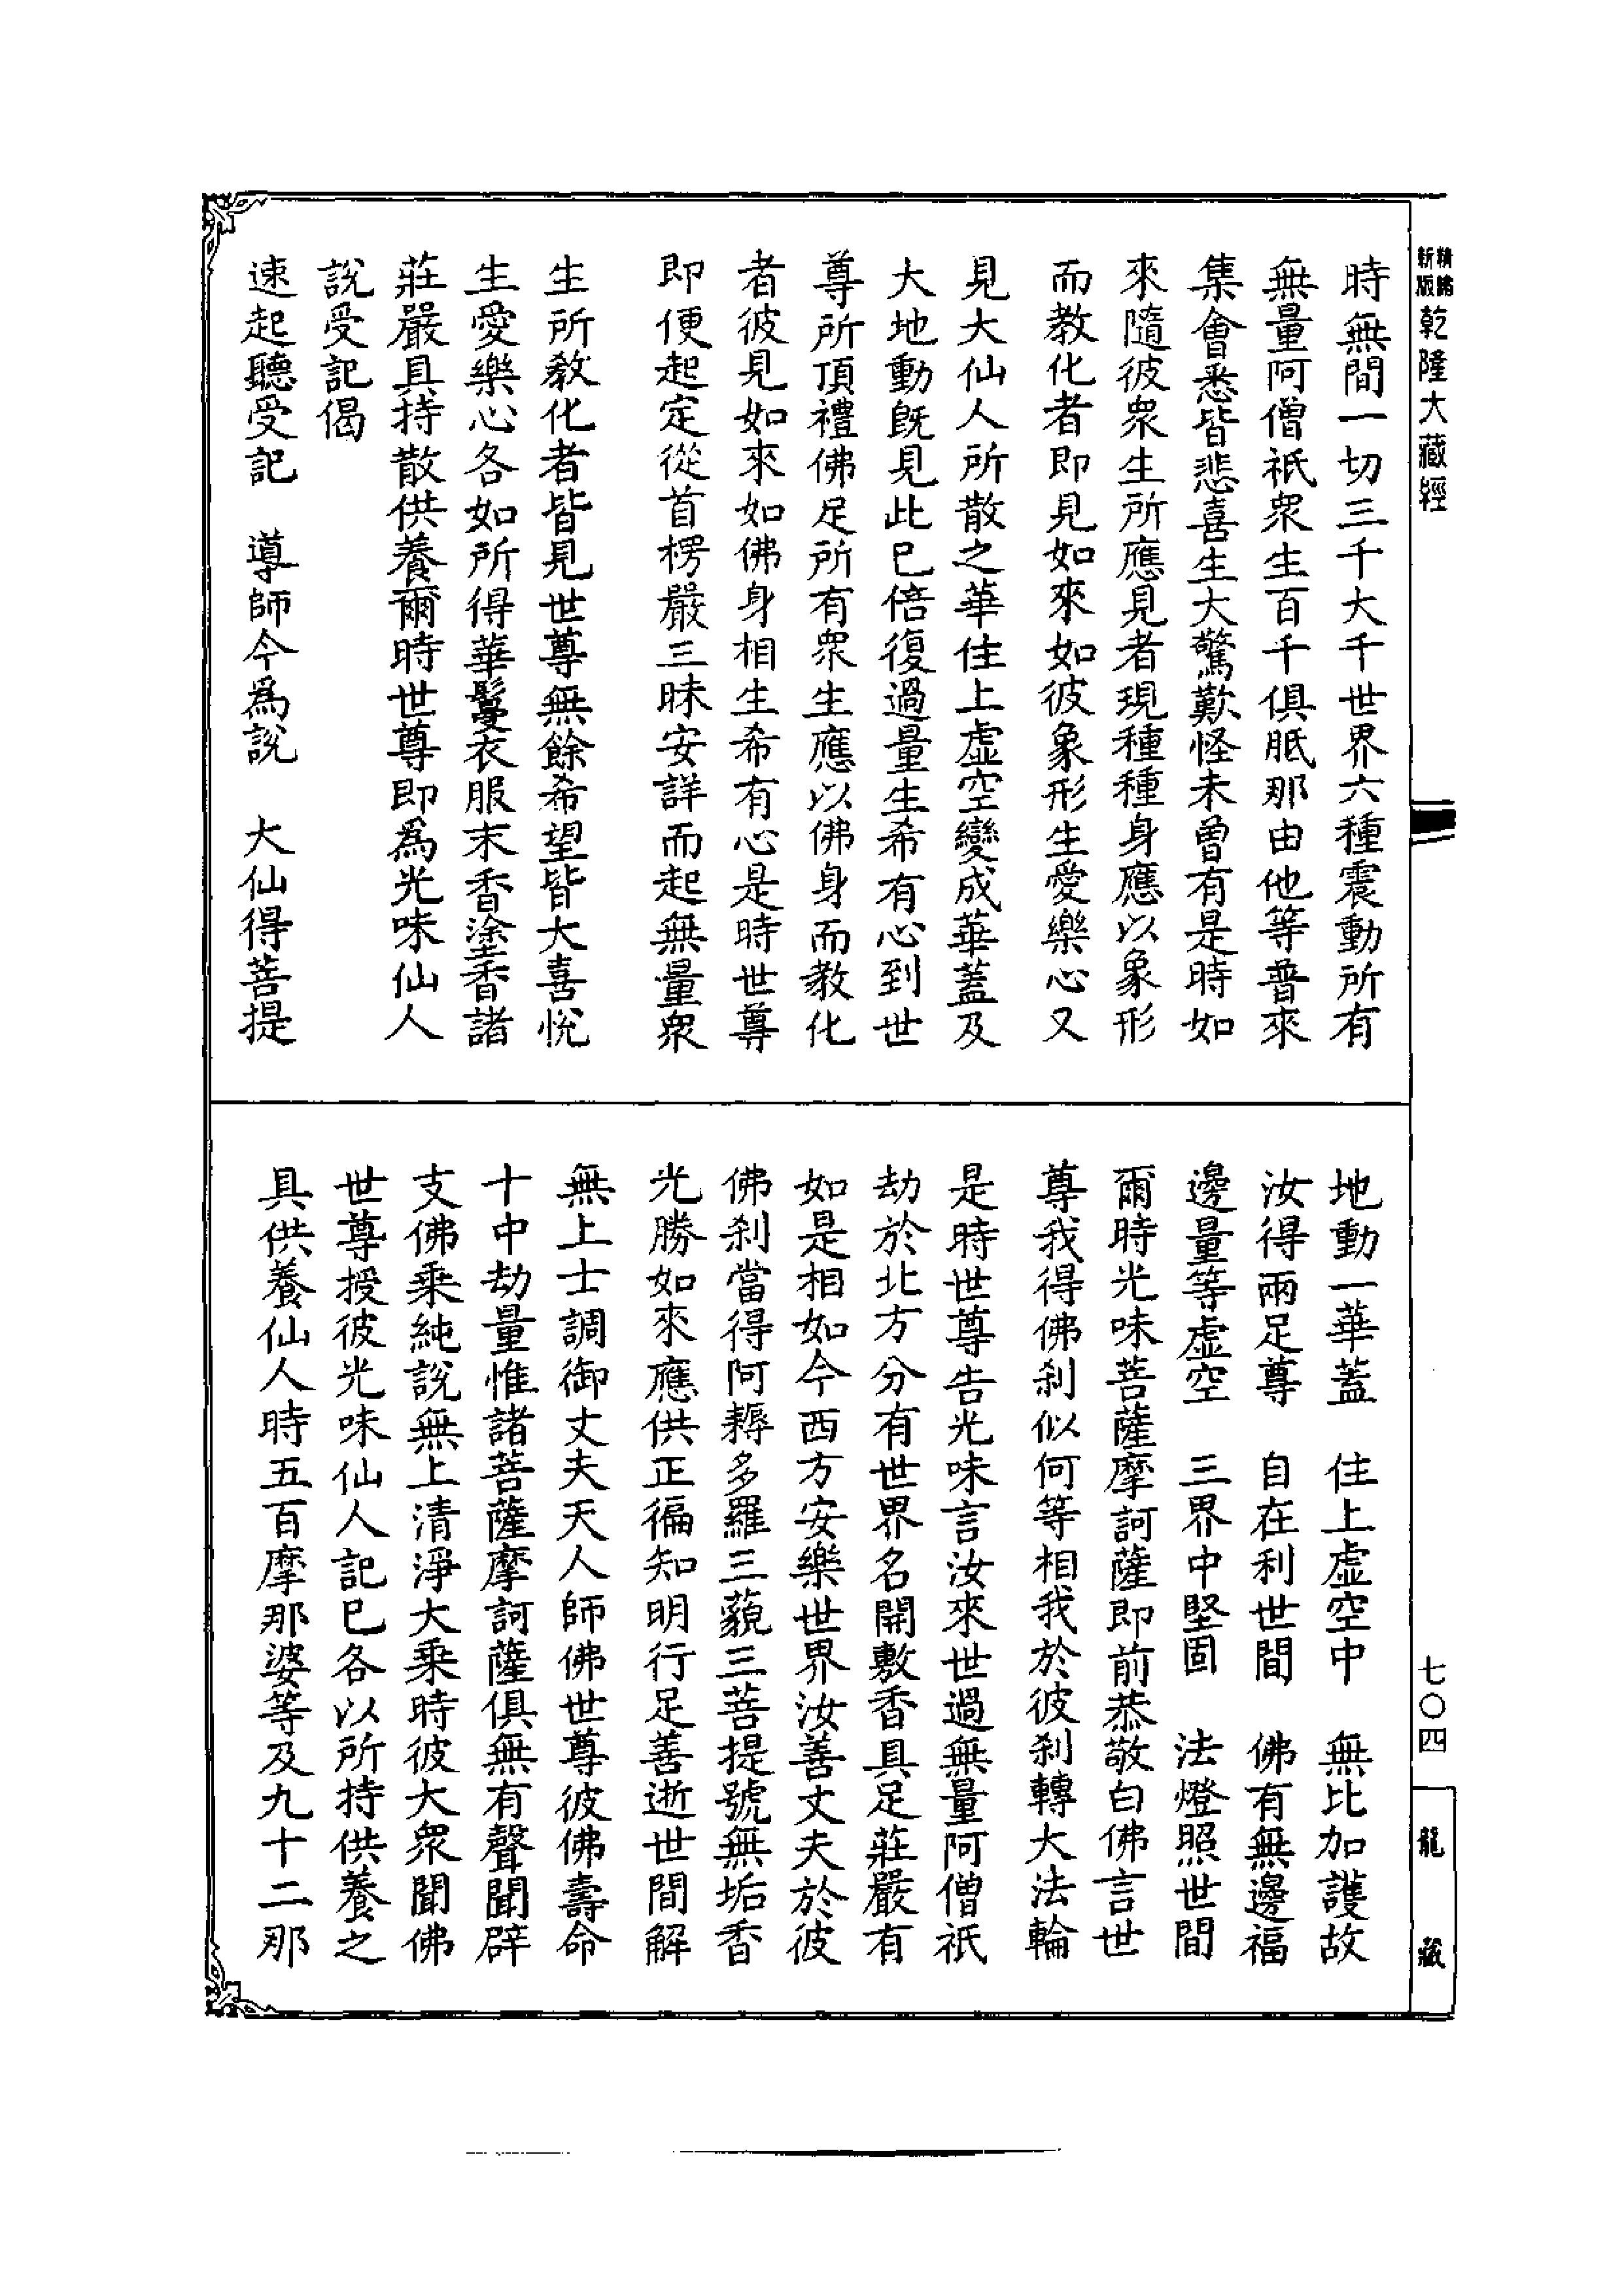 精緻新版 乾隆大藏經
時無間一切三千大千世界六種震動所有
無量阿僧祇衆生百千俱胝那由他等普來
集會悉皆悲喜生大驚歎怪未曾有是時如
來隨彼衆生所應見者現種種身應以象形
而教化者即見如來如彼象形生愛樂心又
見大仙人所散之華住上虛空變成華蓋及
大地動既見此已倍復過量生希有心到世
尊所頂禮佛足所有衆生應以佛身而教化
者彼見如來如佛身相生希有心是時世尊
即便起定從首楞嚴三昧安詳而起無量衆
生所教化者皆見世尊無餘希望皆大喜悅
生愛樂心各如所得華鬘衣服末香塗香諸
莊嚴具持散供養爾時世尊即爲光味仙人
說受記偈
速起聽受記　導師今爲說　大仙得菩提
地動一華蓋　住上虛空中　無比加護故
汝得兩足尊　自在利世間　佛有無邊福
邊量等虛空　三界中堅固　法燈照世間
爾時光味菩薩摩訶薩即前恭敬白佛言世
尊我得佛刹似何等相我於彼刹轉大法輪
是時世尊告光味言汝來世過無量阿僧祇
劫於北方分有世界名開敷香具足莊嚴有
如是相如今西方安樂世界汝善丈夫於彼
佛刹當得阿耨多羅三藐三菩提號無垢香
光勝如來應供正徧知明行足善逝世間解
無上士調御丈夫天人師佛世尊彼佛壽命
十中劫量惟諸菩薩摩訶薩俱無有聲聞辟
支佛乘純說無上清淨大乘時彼大衆聞佛
世尊授彼光味仙人記已各以所持供養之
具供養仙人時五百摩那婆等及九十二那
七〇四
龍藏